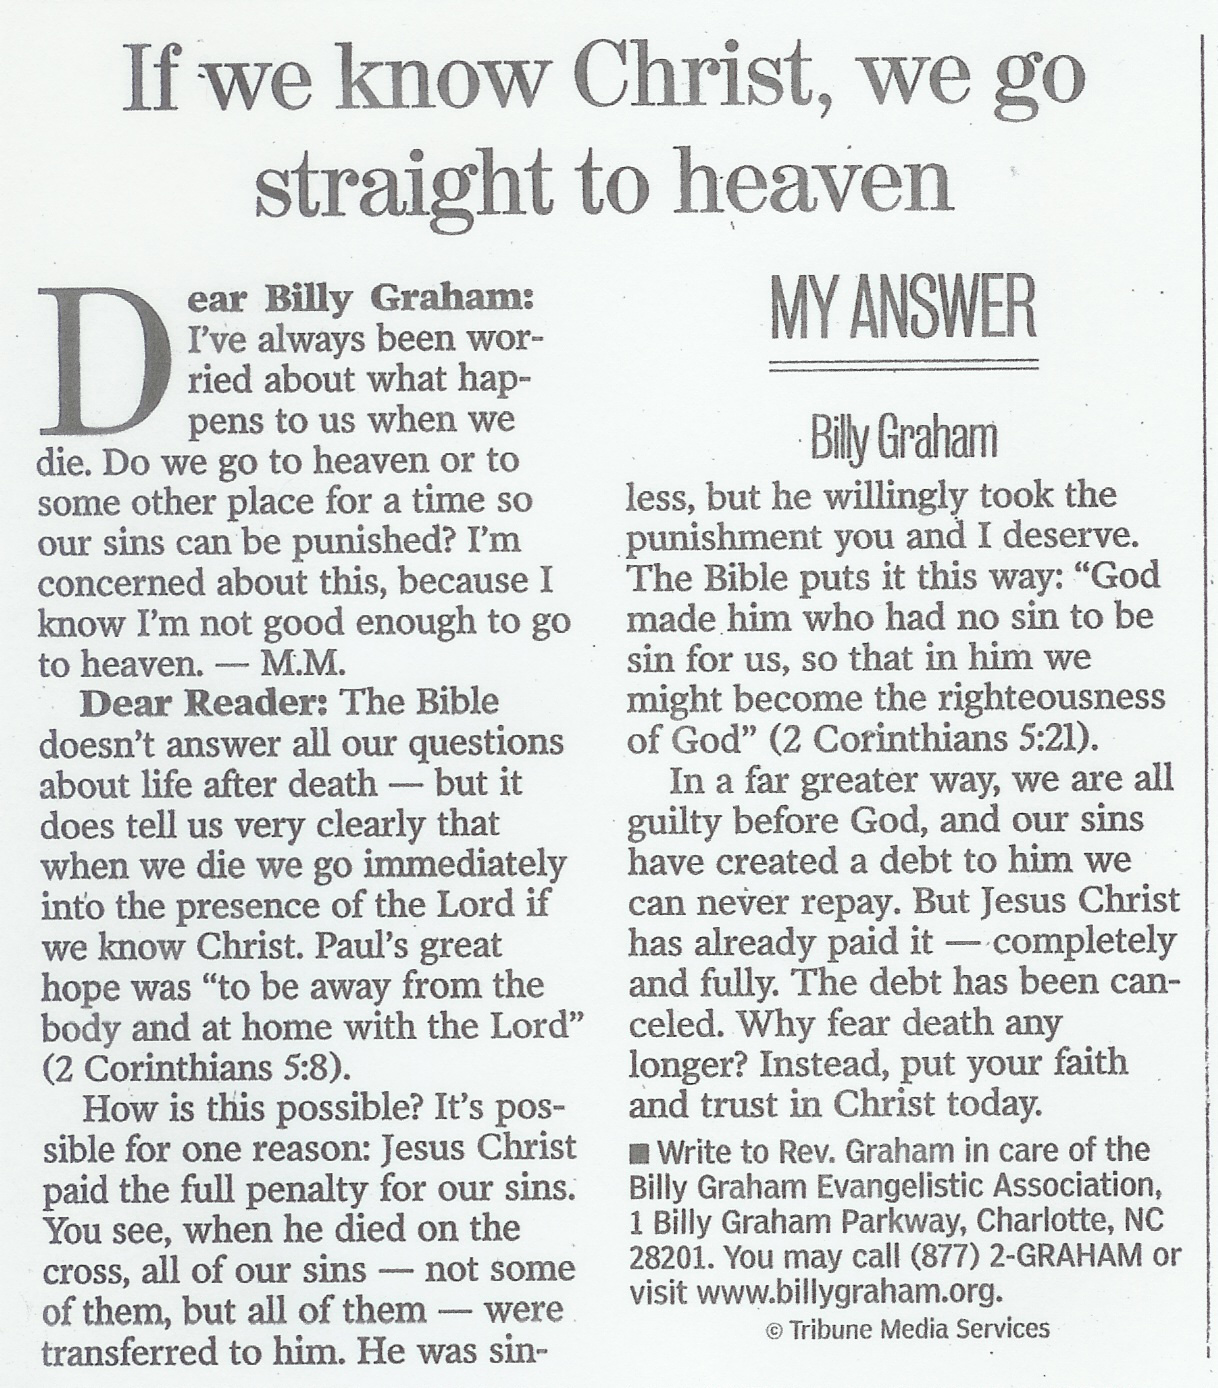 If we know Christ, we go
straight to heaven
Dear Billy Graham:
I've always been wor-
ried about what hap-
pens to us when we
die. Do we go to heaven or to
some other place for a time so
our sins can be punished? I'm
concerned about this, because I
know I'm not good enough to go
to heaven. — M.M.
Dear Reader: The Bible
doesn't answer all our questions
about life after death — but it
does tell us very clearly that
when we die we go immediately
into the presence of the Lord if
we know Christ. Paul's great
hope was “to be away from the
body and at home with the Lord”
(2 Corinthians 5:8).
How is this possible? It's pos-
sible for one reason: Jesus Christ
paid the full penalty for our sins.
You see, when he died on the
cross, all of our sins — not some
of them, but all of them — were
transferred to him. He was sin-
MY ANSWER
Billy Graham
less, but he willingly took the
punishment you and I deserve.
The Bible puts it this way: “God
made him who had no sin to be
sin for us, so that in him we
might become the righteousness
of God” (2 Corinthians 5:21).
In a far greater way, we are all
guilty before God, and our sins
have created a debt to him we
can never repay. But Jesus Christ
has already paid it — completely
and fully. The debt has been can-
celed. Why fear death any
longer? Instead, put your faith
and trust in Christ today.
■ Write to Rev. Graham in care of the
Billy Graham Evangelistic Association,
1 Billy Graham Parkway, Charlotte, NC
28201. You may call (877) 2-GRAHAM or
visit www.billygraham.org.
© Tribune Media Services